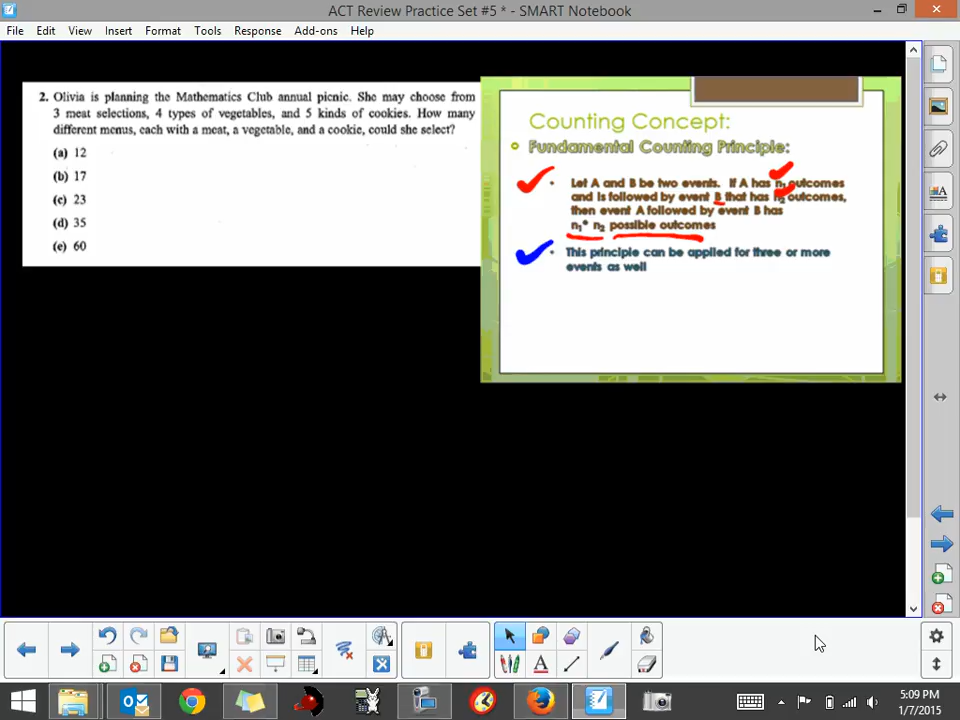 ACT Review Practice Set #5 * - SMART Notebook
File Edit View Insert Format Tools Response Add-ons Help
2. Olivia is planning the Mathematics Club annual picnic. She may choose from
3 meat selections, 4 types of vegetables, and 5 kinds of cookies. How many
different menus, each with a meat, a vegetable, and a cookie, could she select?
(a) 12
(b) 17
(c) 23
(d) 35
(e) 60
Counting Concept:
Fundamental Counting Principle:
• Let A and B be two events. If A has n₁ outcomes
and is followed by event B that has n₂ outcomes,
then event A followed by event B has
n₁* n₂ possible outcomes
• This principle can be applied for three or more
events as well
5:09 PM
1/7/2015